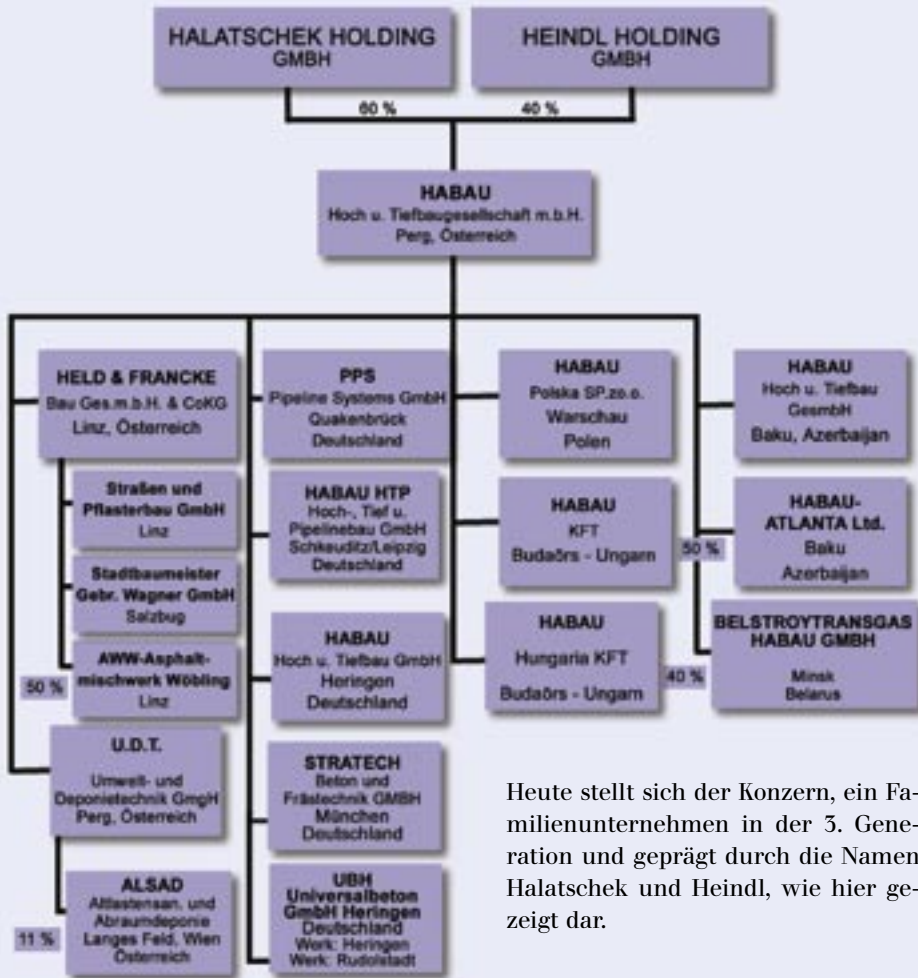 HALATSCHEK HOLDING
GMBH
HEINDL HOLDING
GMBH
60 %
40 %
HABAU
Hoch u. Tiefbaugesellschaft m.b.H.
Perg, Österreich
HELD & FRANCKE
Bau Ges.m.b.H. & CoKG
Linz, Österreich
Straßen und
Pflasterbau GmbH
Linz
Stadtbaumeister
Gebr. Wagner GmbH
Salzbug
50 %
AWW-Asphalt-
mischwerk Wöbling
Linz
U.D.T.
Umwelt- und
Deponietechnik GmgH
Perg, Österreich
11 %
ALSAD
Altlastensan. und
Abraumdeponie
Langes Feld, Wien
Österreich
PPS
Pipeline Systems GmbH
Quakenbrück
Deutschland
HABAU HTP
Hoch-, Tief u.
Pipelinebau GmbH
Schkeuditz/Leipzig
Deutschland
HABAU
Hoch u. Tiefbau GmbH
Heringen
Deutschland
STRATECH
Beton und
Frästechnik GMBH
München
Deutschland
UBH
Universalbeton
GmbH Heringen
Deutschland
Werk: Heringen
Werk: Rudolstadt
HABAU
Polska SP.zo.o.
Warschau
Polen
HABAU
KFT
Budaörs - Ungarn
HABAU
Hungaria KFT
Budaörs - Ungarn
HABAU
Hoch u. Tiefbau
GesmbH
Baku, Azerbaijan
50 %
HABAU-
ATLANTA Ltd.
Baku
Azerbaijan
40 %
BELSTROYTRANSGAS
HABAU GMBH
Minsk
Belarus
Heute stellt sich der Konzern, ein Fa-
milienunternehmen in der 3. Gene-
ration und geprägt durch die Namen
Halatschek und Heindl, wie hier ge-
zeigt dar.